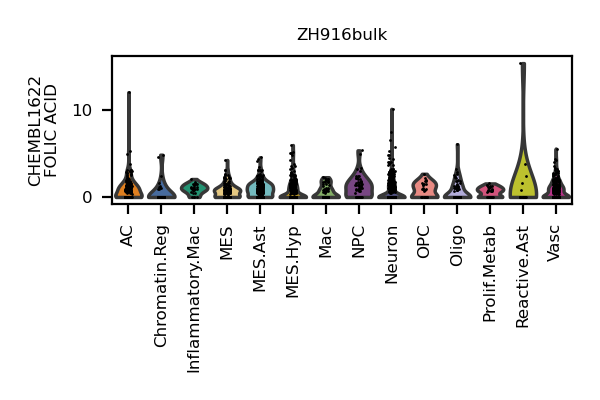 ZH916bulk
CHEMBL1622
FOLIC ACID
10
0
AC
Chromatin.Reg
Inflammatory.Mac
MES
MES.Ast
MES.Hyp
Mac
NPC
Neuron
OPC
Oligo
Prolif.Metab
Reactive.Ast
Vasc